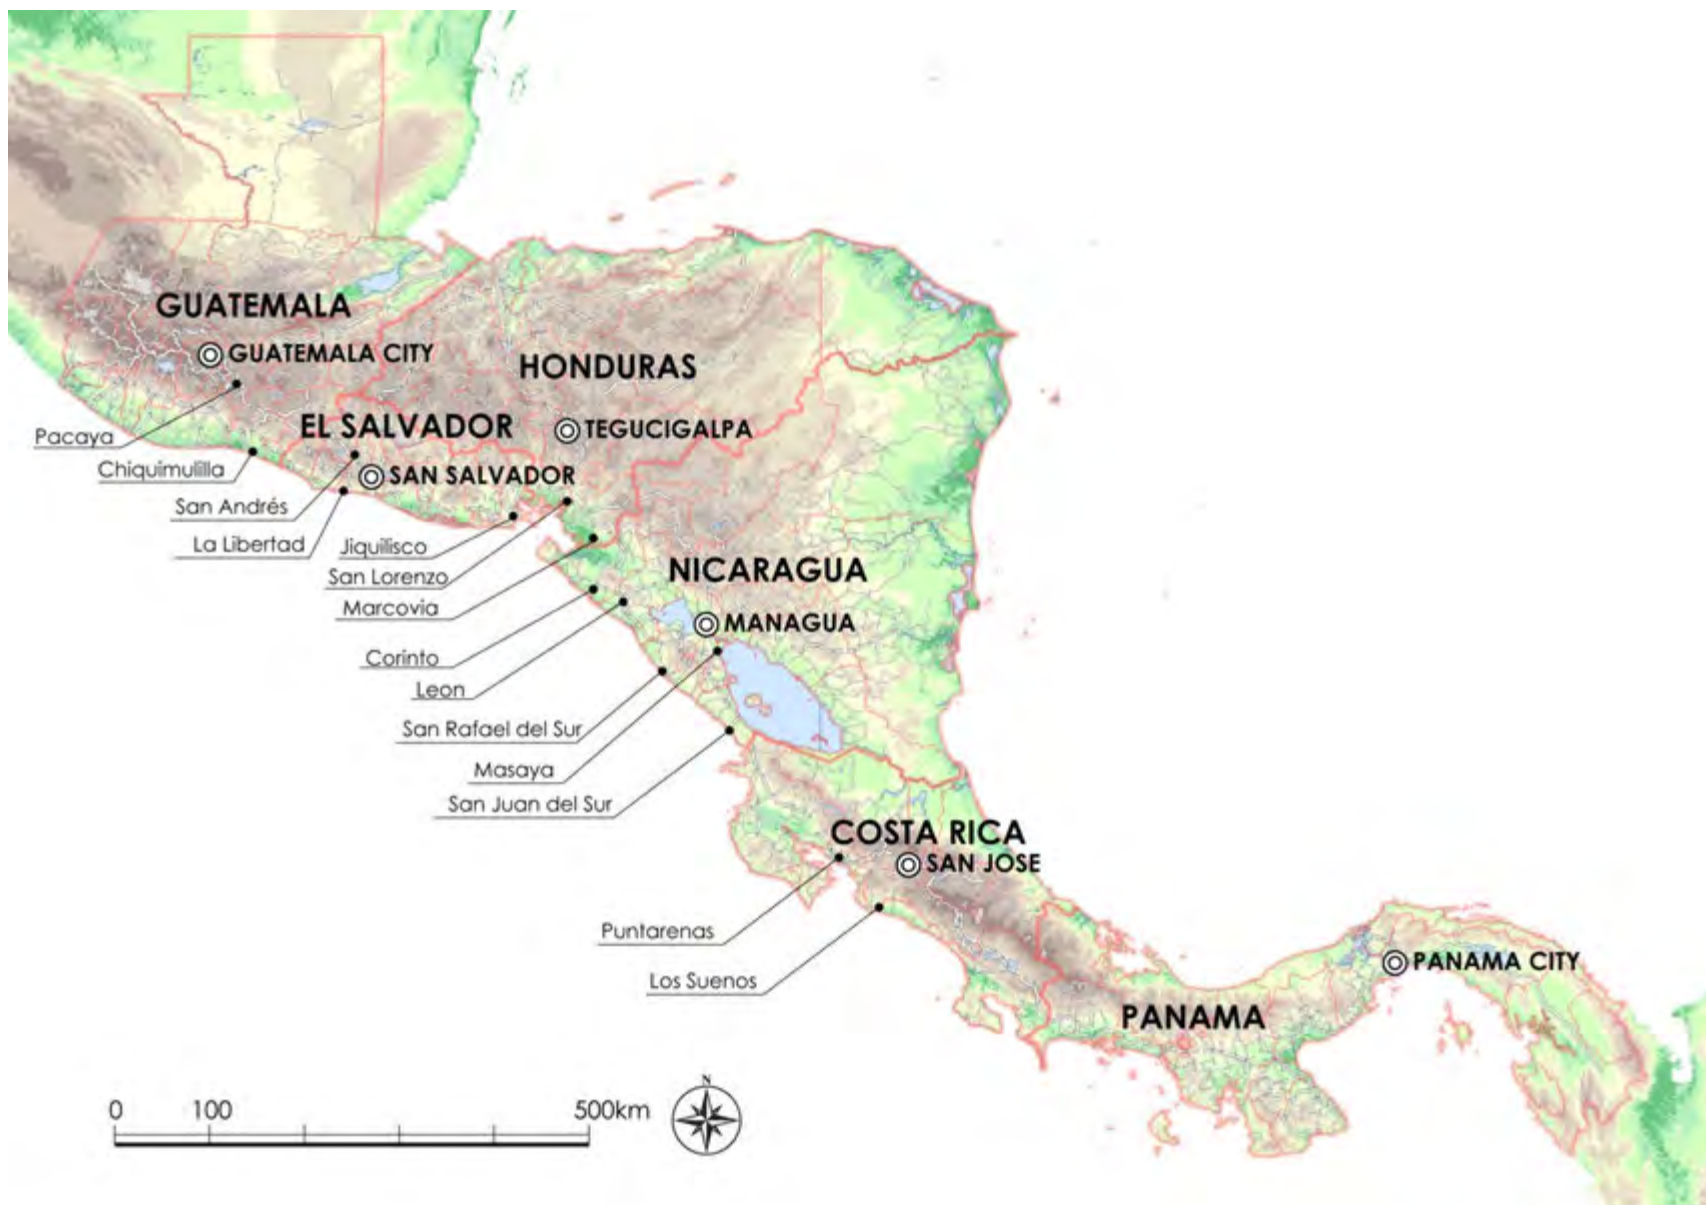 GUATEMALA
GUATEMALA CITY
HONDURAS
EL SALVADOR
TEGUCIGALPA
Pacaya
Chiquimulilla
SAN SALVADOR
San Andrés
La Libertad
Jiquilisco
San Lorenzo
NICARAGUA
Marcovia
MANAGUA
Corinto
Leon
San Rafael del Sur
Masaya
San Juan del Sur
COSTA RICA
SAN JOSE
Puntarenas
PANAMA CITY
Los Suenos
PANAMA
N
0 100 500km